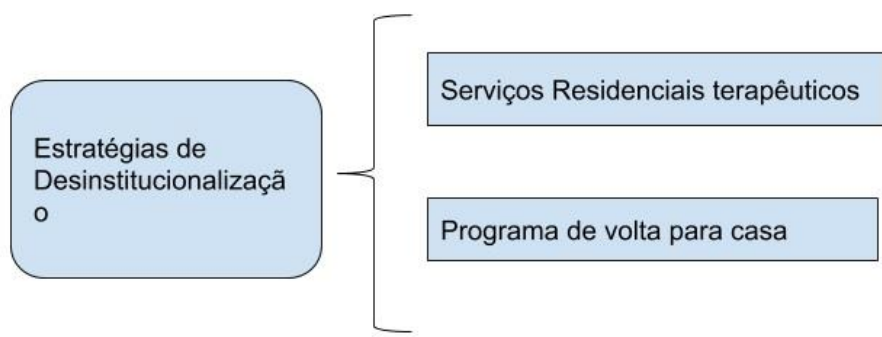 Estratégias de
Desinstitucionalizaçã
o
Serviços Residenciais terapêuticos
Programa de volta para casa